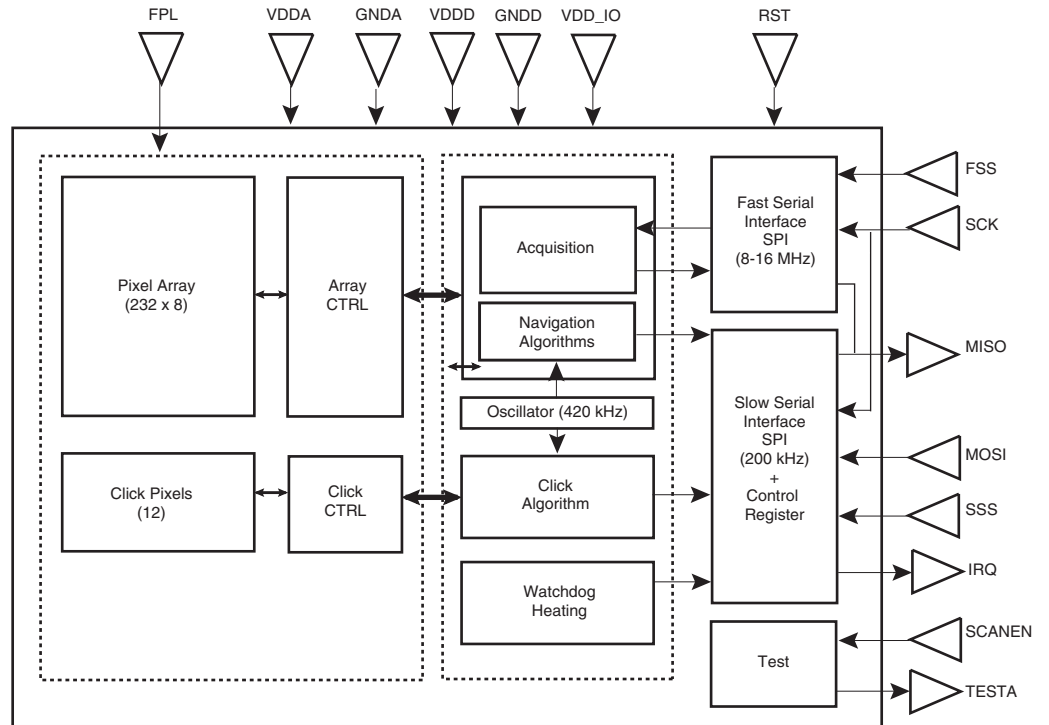 FPL
VDDA
GNDA
VDDD
GNDD
VDD_IO
RST
Pixel Array
(232 x 8)
Array
CTRL
Acquisition
Navigation
Algorithms
Fast Serial
Interface
SPI
(8-16 MHz)
FSS
SCK
MISO
Oscillator (420 kHz)
Slow Serial
Interface
SPI
(200 kHz)
+
Control
Register
MOSI
SSS
IRQ
Click Pixels
(12)
Click
CTRL
Click
Algorithm
Watchdog
Heating
Test
SCANEN
TESTA